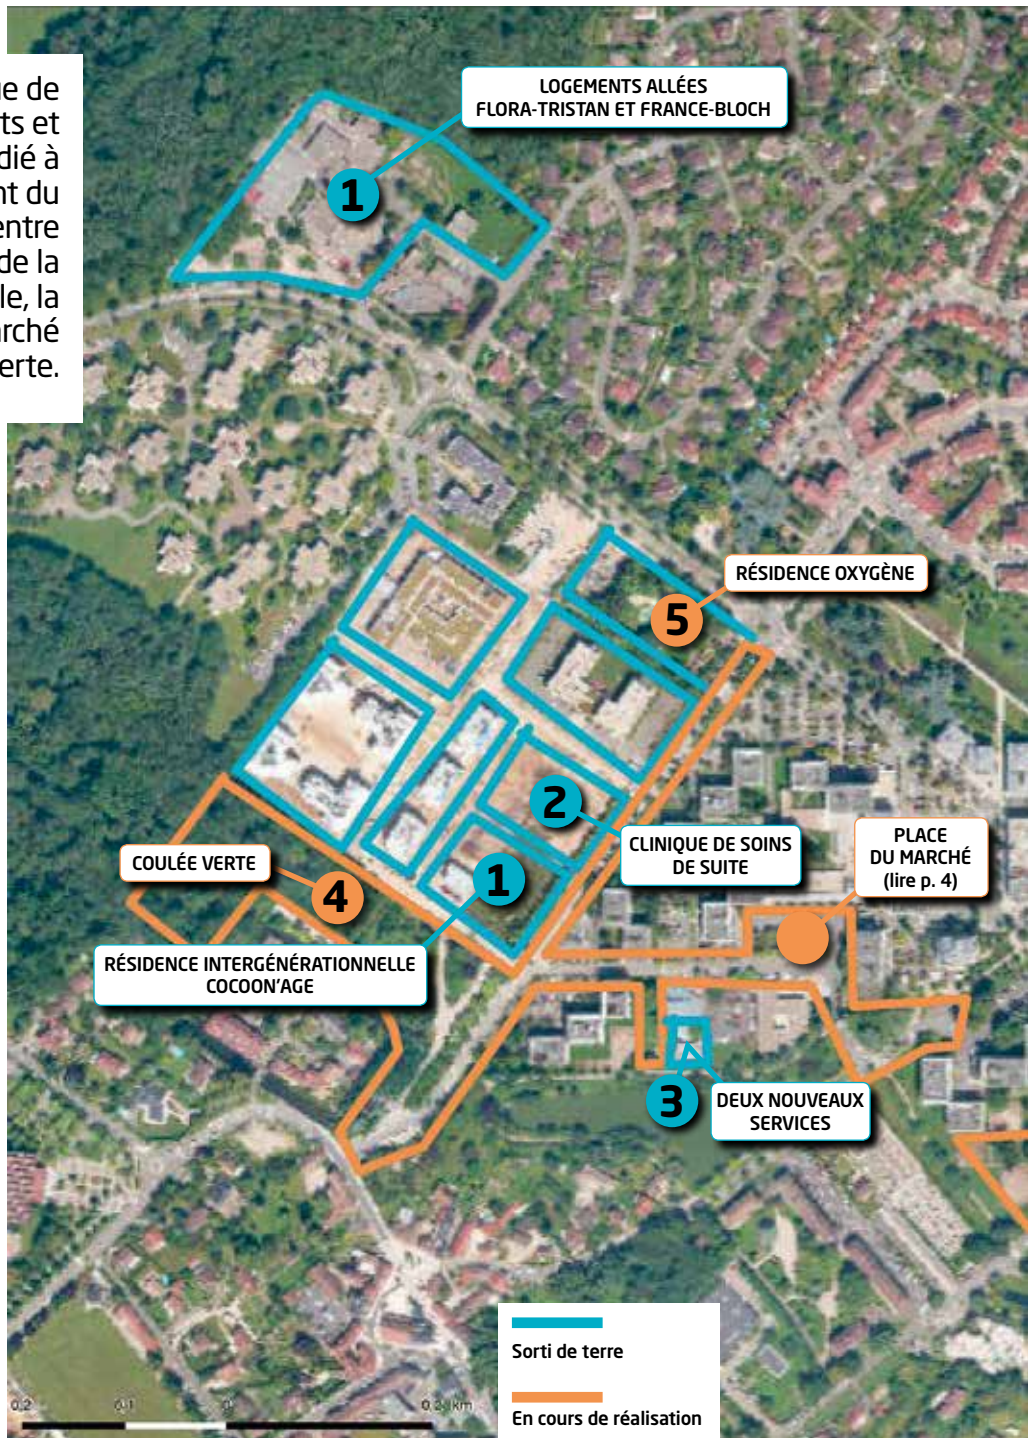 ue de
ts et
dié à
nt du
entre
de la
le, la
arché
erte.
LOGEMENTS ALLÉES
FLORA-TRISTAN ET FRANCE-BLOCH
1
RÉSIDENCE OXYGÈNE
5
2
CLINIQUE DE SOINS
DE SUITE
PLACE
DU MARCHÉ
(lire p. 4)
COULÉE VERTE
4
1
RÉSIDENCE INTERGÉNÉRATIONNELLE
COCOON'AGE
3
DEUX NOUVEAUX
SERVICES
Sorti de terre
En cours de réalisation
0.2 0.1 0 0.2 km